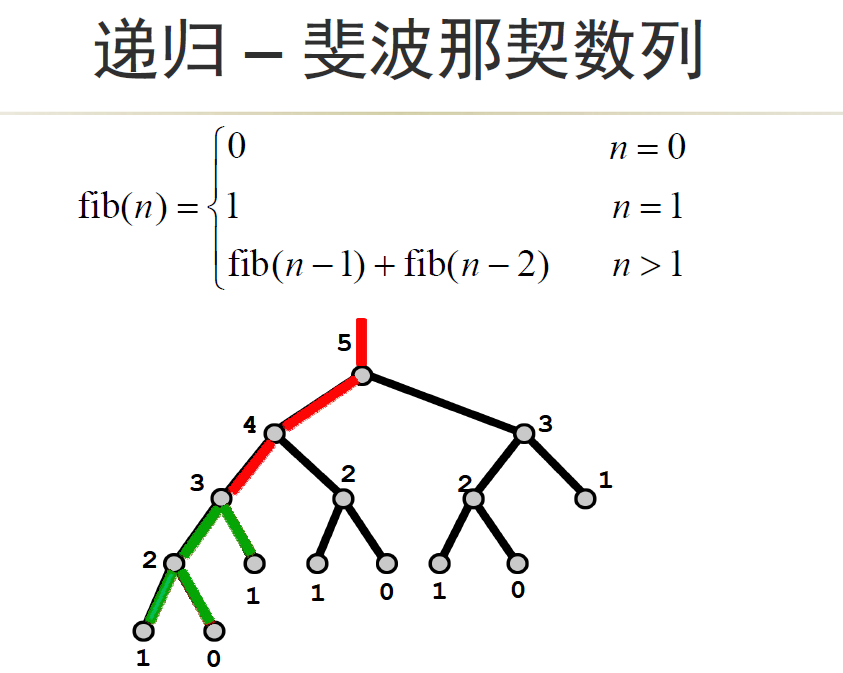 递归 – 斐波那契数列
0 n = 0
fib(n) = 1 n = 1
fib(n − 1) + fib(n − 2) n > 1
5
4 3
3 2 2 1
2 1 1 0 1 0
1 0